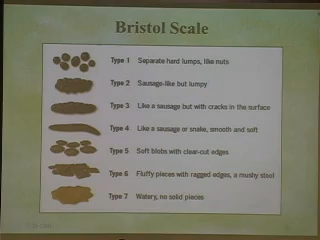 Bristol Scale
Type 1 Separate hard lumps, like nuts
Type 2 Sausage-like but lumpy
Type 3 Like a sausage but with cracks in the surface
Type 4 Like a sausage or snake, smooth and soft
Type 5 Soft blobs with clear-cut edges
Type 6 Fluffy pieces with ragged edges, a mushy stool
Type 7 Watery, no solid pieces